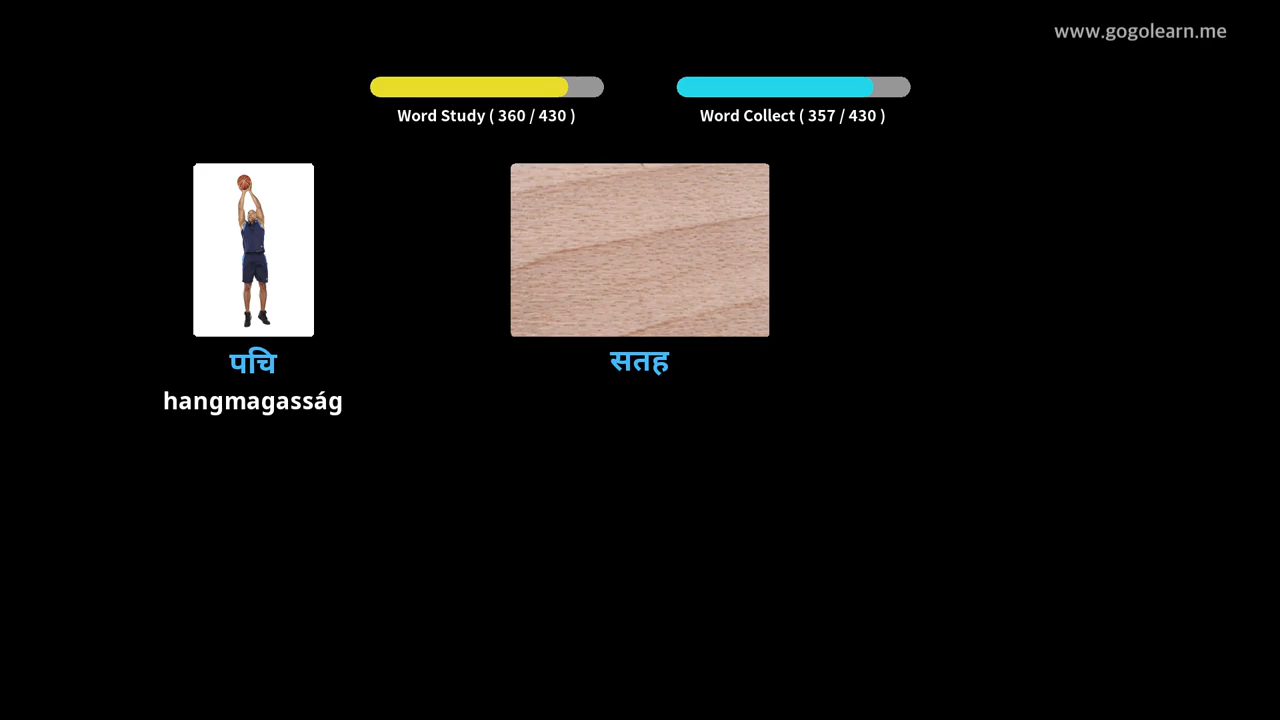 www.gogolearn.me
Word Study ( 360 / 430 )
Word Collect ( 357 / 430 )
पचि
सतह
hangmagasság